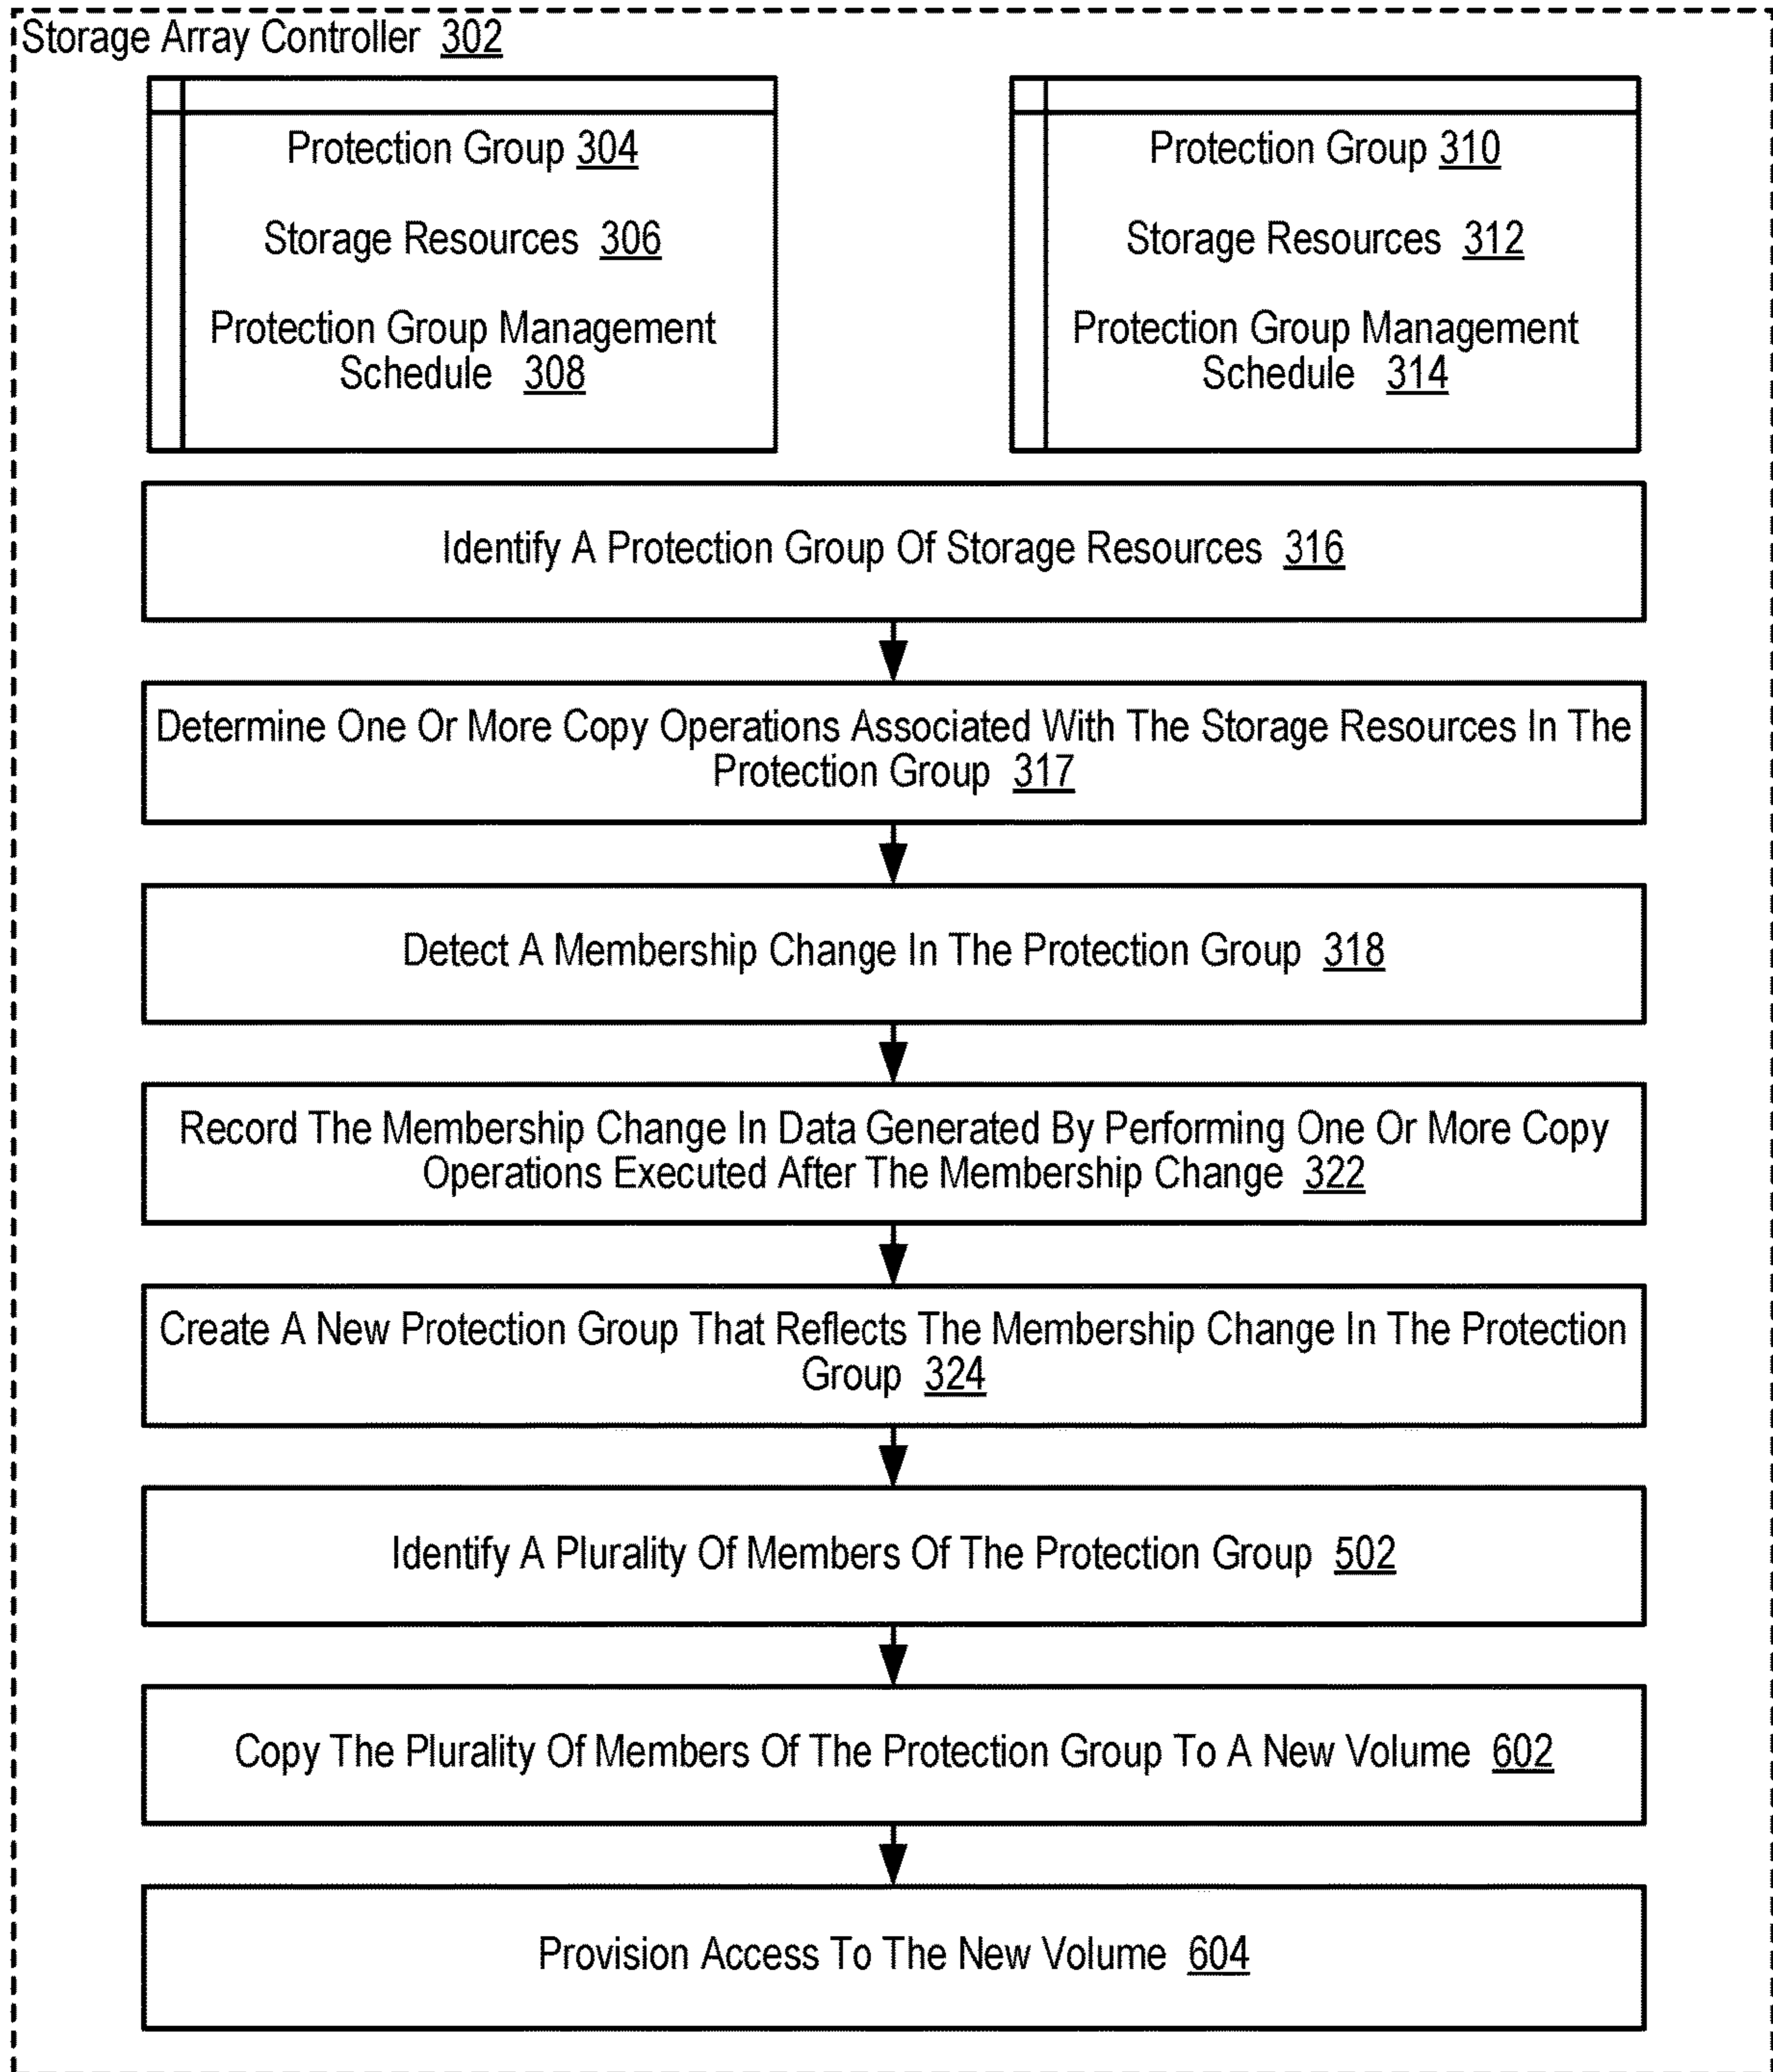 Storage Array Controller 302
Protection Group 304
Storage Resources 306
Protection Group Management
Schedule 308
Protection Group 310
Storage Resources 312
Protection Group Management
Schedule 314
Identify A Protection Group Of Storage Resources 316
Determine One Or More Copy Operations Associated With The Storage Resources In The
Protection Group 317
Detect A Membership Change In The Protection Group 318
Record The Membership Change In Data Generated By Performing One Or More Copy
Operations Executed After The Membership Change 322
Create A New Protection Group That Reflects The Membership Change In The Protection
Group 324
Identify A Plurality Of Members Of The Protection Group 502
Copy The Plurality Of Members Of The Protection Group To A New Volume 602
Provision Access To The New Volume 604